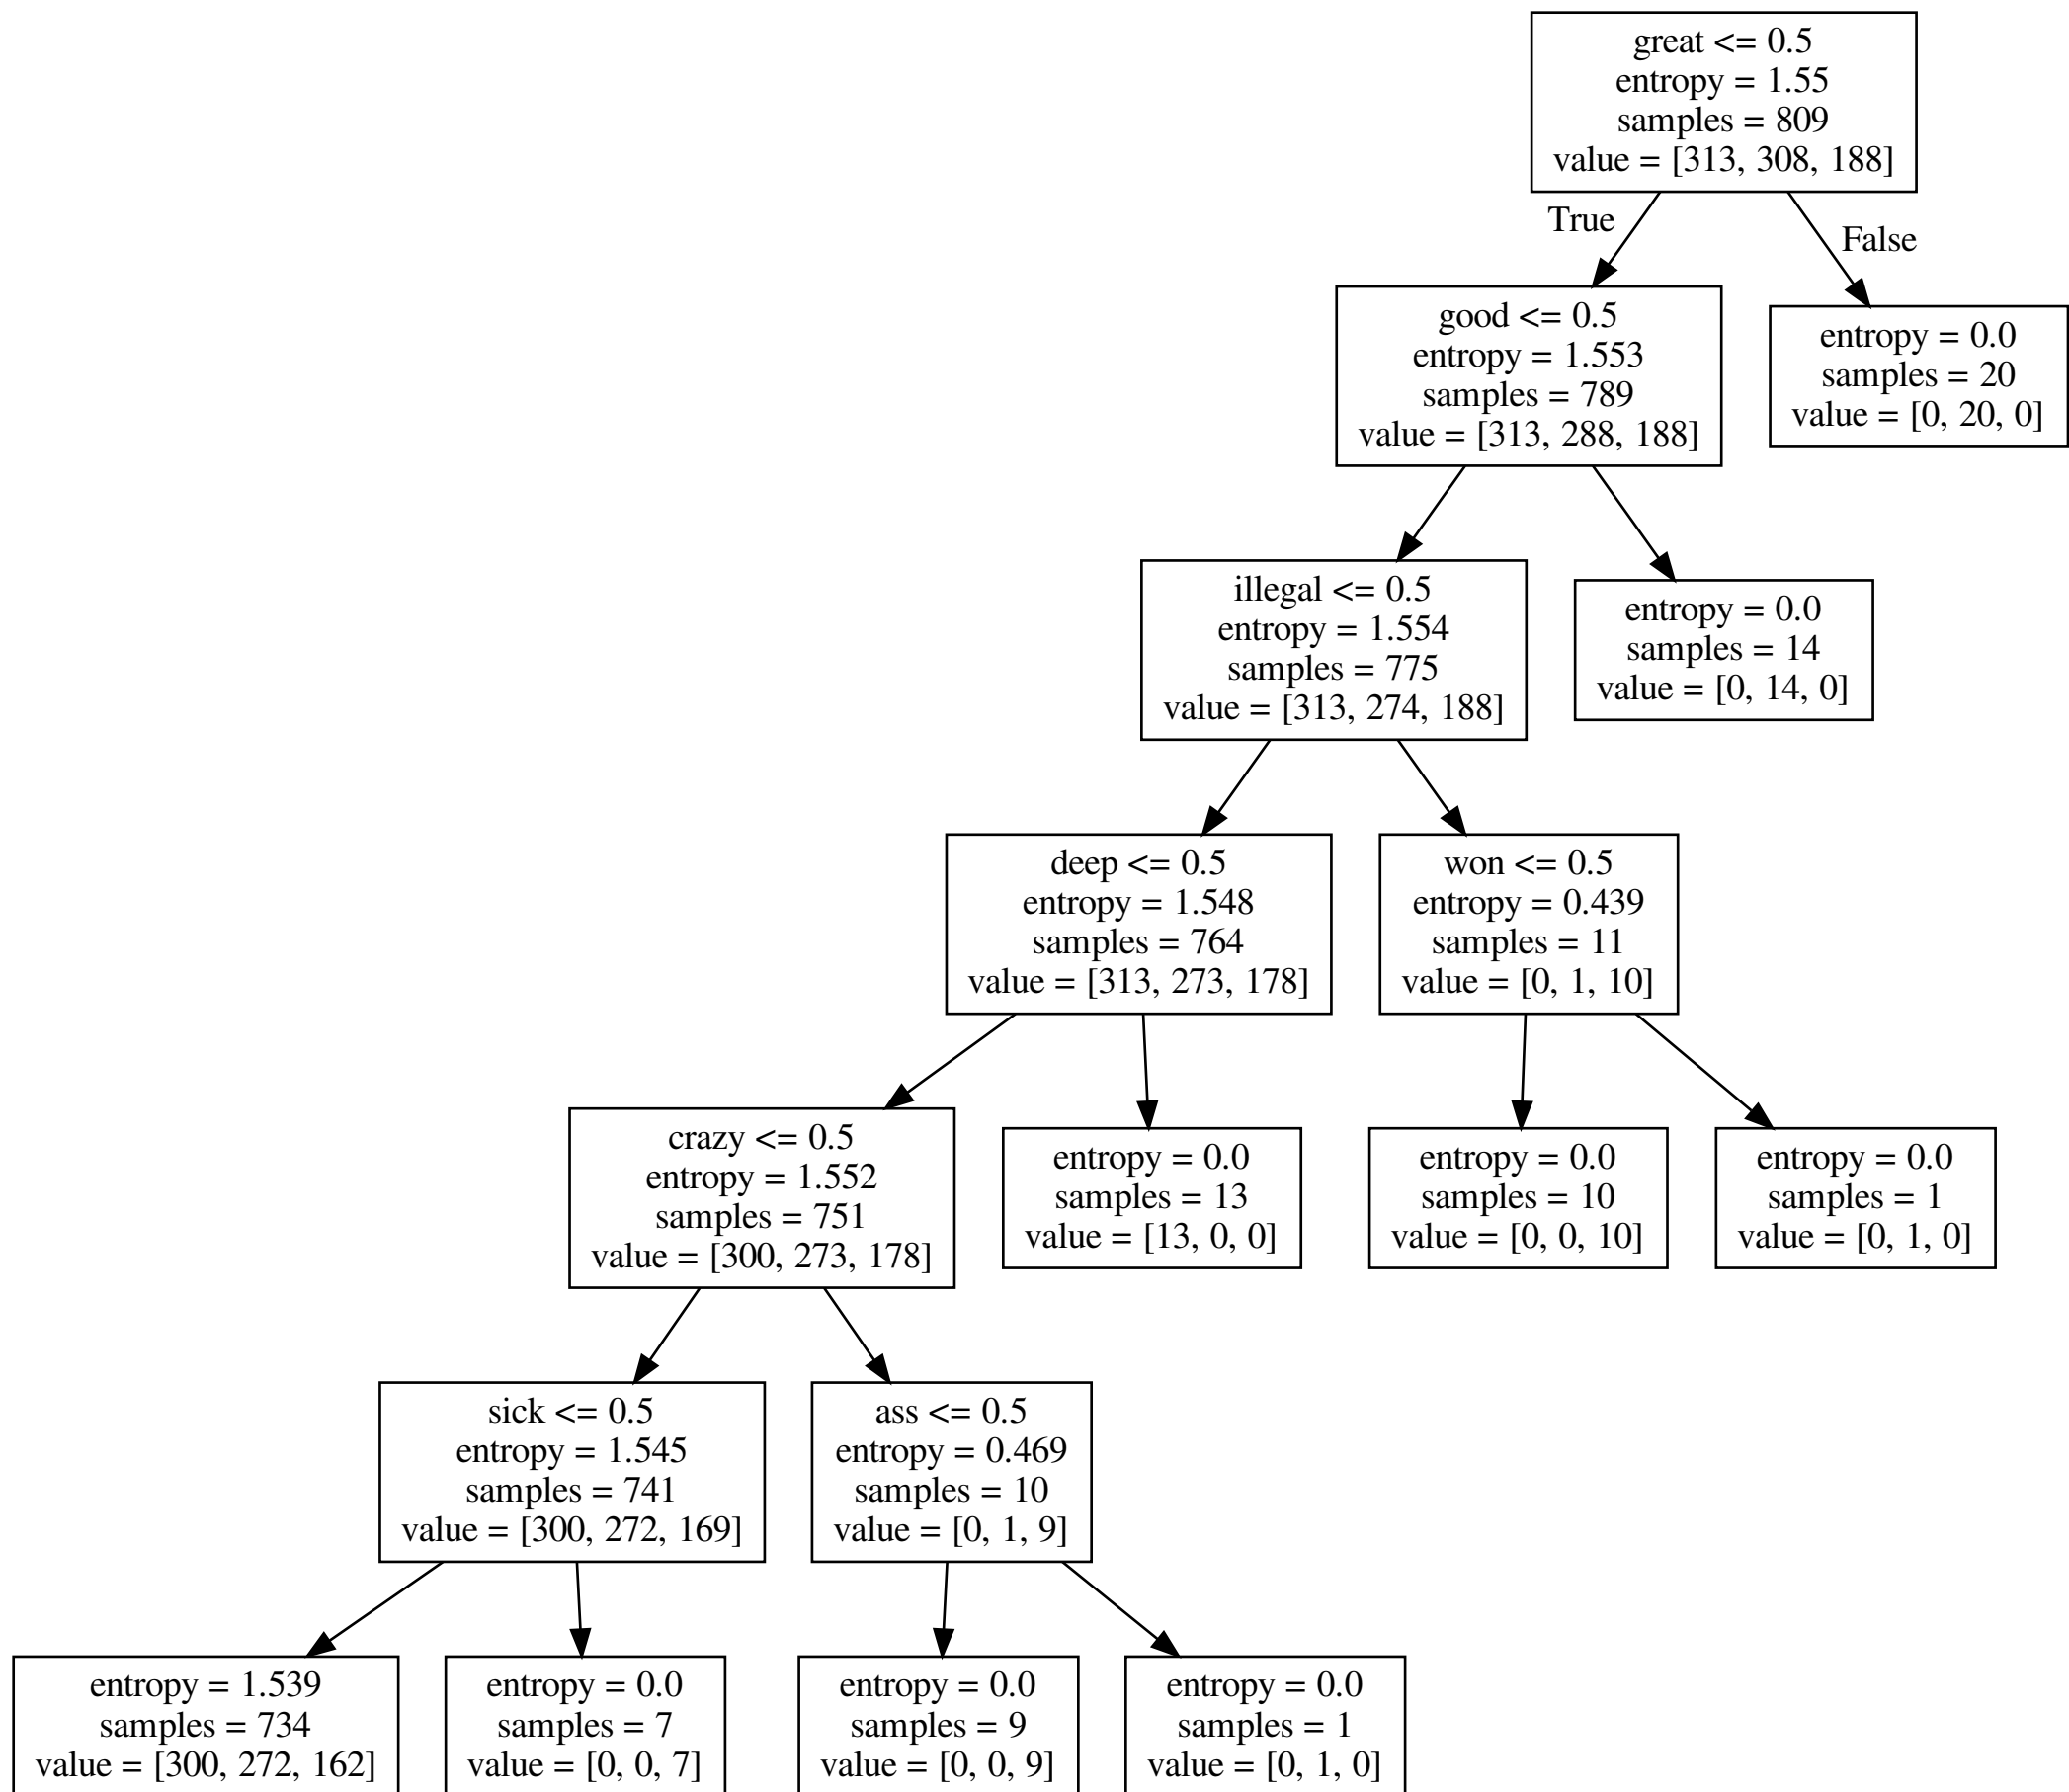 great <= 0.5
entropy = 1.55
samples = 809
value = [313, 308, 188]
True
False
good <= 0.5
entropy = 1.553
samples = 789
value = [313, 288, 188]
entropy = 0.0
samples = 20
value = [0, 20, 0]
illegal <= 0.5
entropy = 1.554
samples = 775
value = [313, 274, 188]
entropy = 0.0
samples = 14
value = [0, 14, 0]
deep <= 0.5
entropy = 1.548
samples = 764
value = [313, 273, 178]
won <= 0.5
entropy = 0.439
samples = 11
value = [0, 1, 10]
crazy <= 0.5
entropy = 1.552
samples = 751
value = [300, 273, 178]
entropy = 0.0
samples = 13
value = [13, 0, 0]
entropy = 0.0
samples = 10
value = [0, 0, 10]
entropy = 0.0
samples = 1
value = [0, 1, 0]
sick <= 0.5
entropy = 1.545
samples = 741
value = [300, 272, 169]
ass <= 0.5
entropy = 0.469
samples = 10
value = [0, 1, 9]
entropy = 1.539
samples = 734
value = [300, 272, 162]
entropy = 0.0
samples = 7
value = [0, 0, 7]
entropy = 0.0
samples = 9
value = [0, 0, 9]
entropy = 0.0
samples = 1
value = [0, 1, 0]